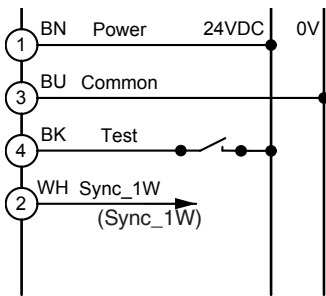 24VDC 0V
1 BN Power
3 BU Common
4 BK Test
2 WH Sync_1W
(Sync_1W)